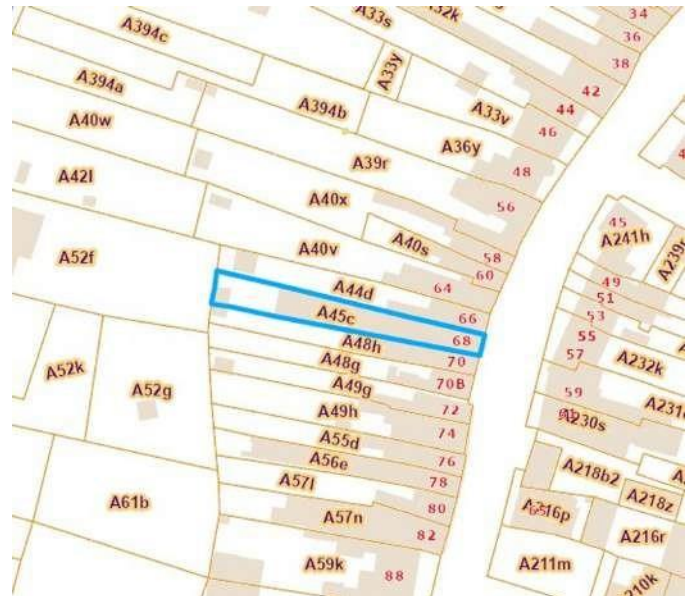 34
A33s
A394c
36
38
A33y
A394a
42
A394b
A33v
44
A40w
46
A36y
A39r
48
A42l
A40x
56
45
A241h
A40s
A40v
58
A52f
60
49
A44d
64
51
A45c
66
53
68
55
A48h
57
70
A232k
A48g
A52k
A49g
70B
A52g
59
A49h
72
A230s
A55d
74
A56e
76
A218b2
A57l
78
A218z
A61b
80
A57n
A216p
82
A216r
A59k
A211m
88